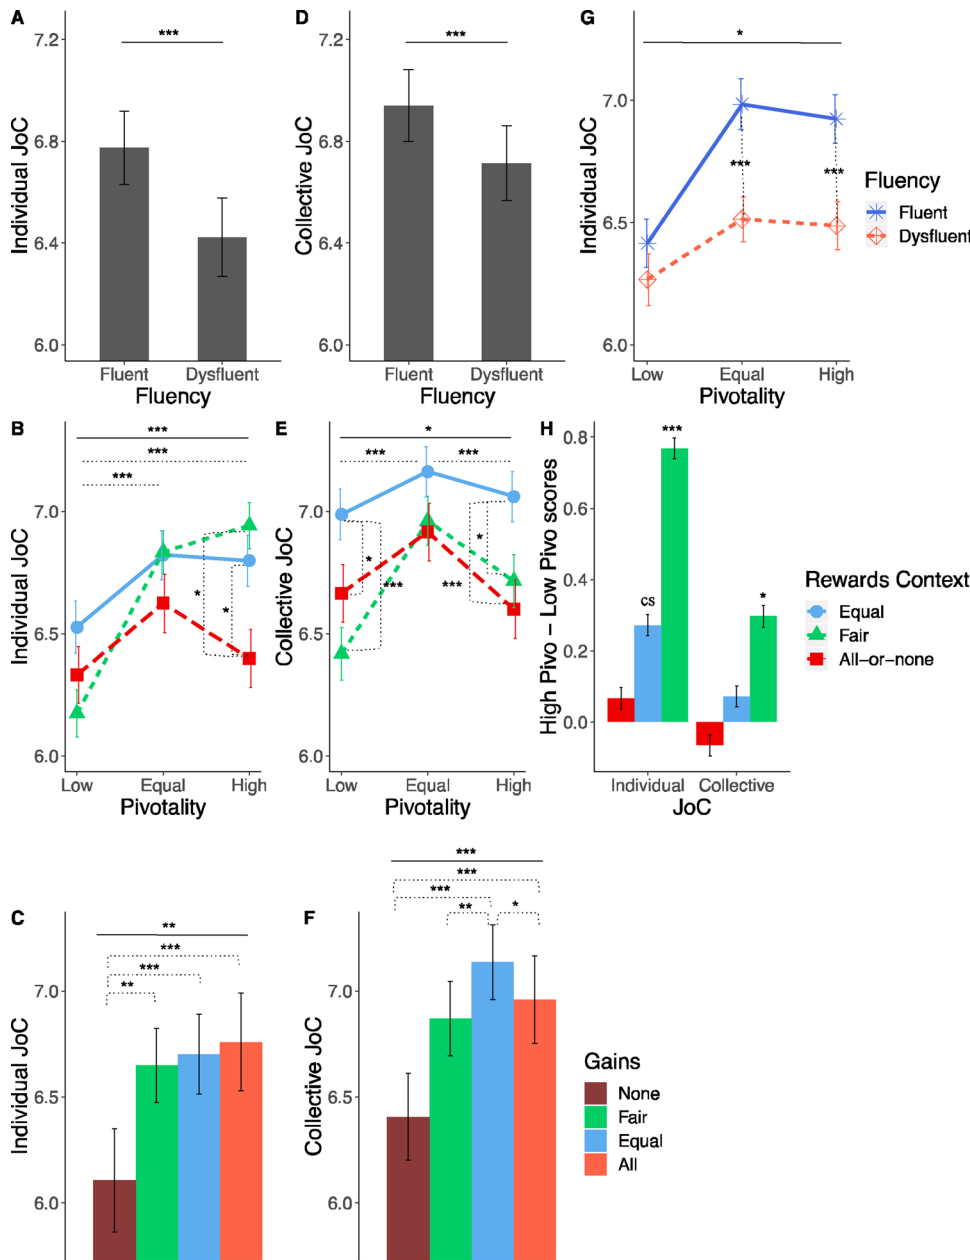 A
7.2
6.8
6.4
6.0
Individual JoC
***
Fluent
Dysfluent
Fluency
D
7.2
6.8
6.4
6.0
Collective JoC
***
Fluent
Dysfluent
Fluency
G
7.0
6.5
6.0
Individual JoC
*
***
***
Low
Equal
High
Pivotality
Fluency
Fluent
Dysfluent
B
7.0
6.5
6.0
Individual JoC
***
***
***
*
*
Low
Equal
High
Pivotality
E
7.0
6.5
6.0
Collective JoC
*
***
***
*
*
***
***
Low
Equal
High
Pivotality
H
0.8
0.6
0.4
0.2
0.0
High Pivo – Low Pivo scores
cs
***
*
Individual
Collective
JoC
Rewards Context
Equal
Fair
All–or–none
C
7.0
6.5
6.0
Individual JoC
**
***
***
**
F
7.0
6.5
6.0
Collective JoC
***
***
***
**
*
Gains
None
Fair
Equal
All